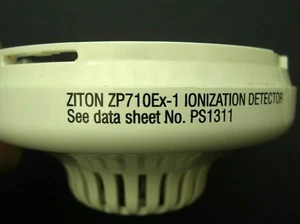 ZITON ZP710Ex-1 IONIZATION DETECTOR
See data sheet No. PS1311